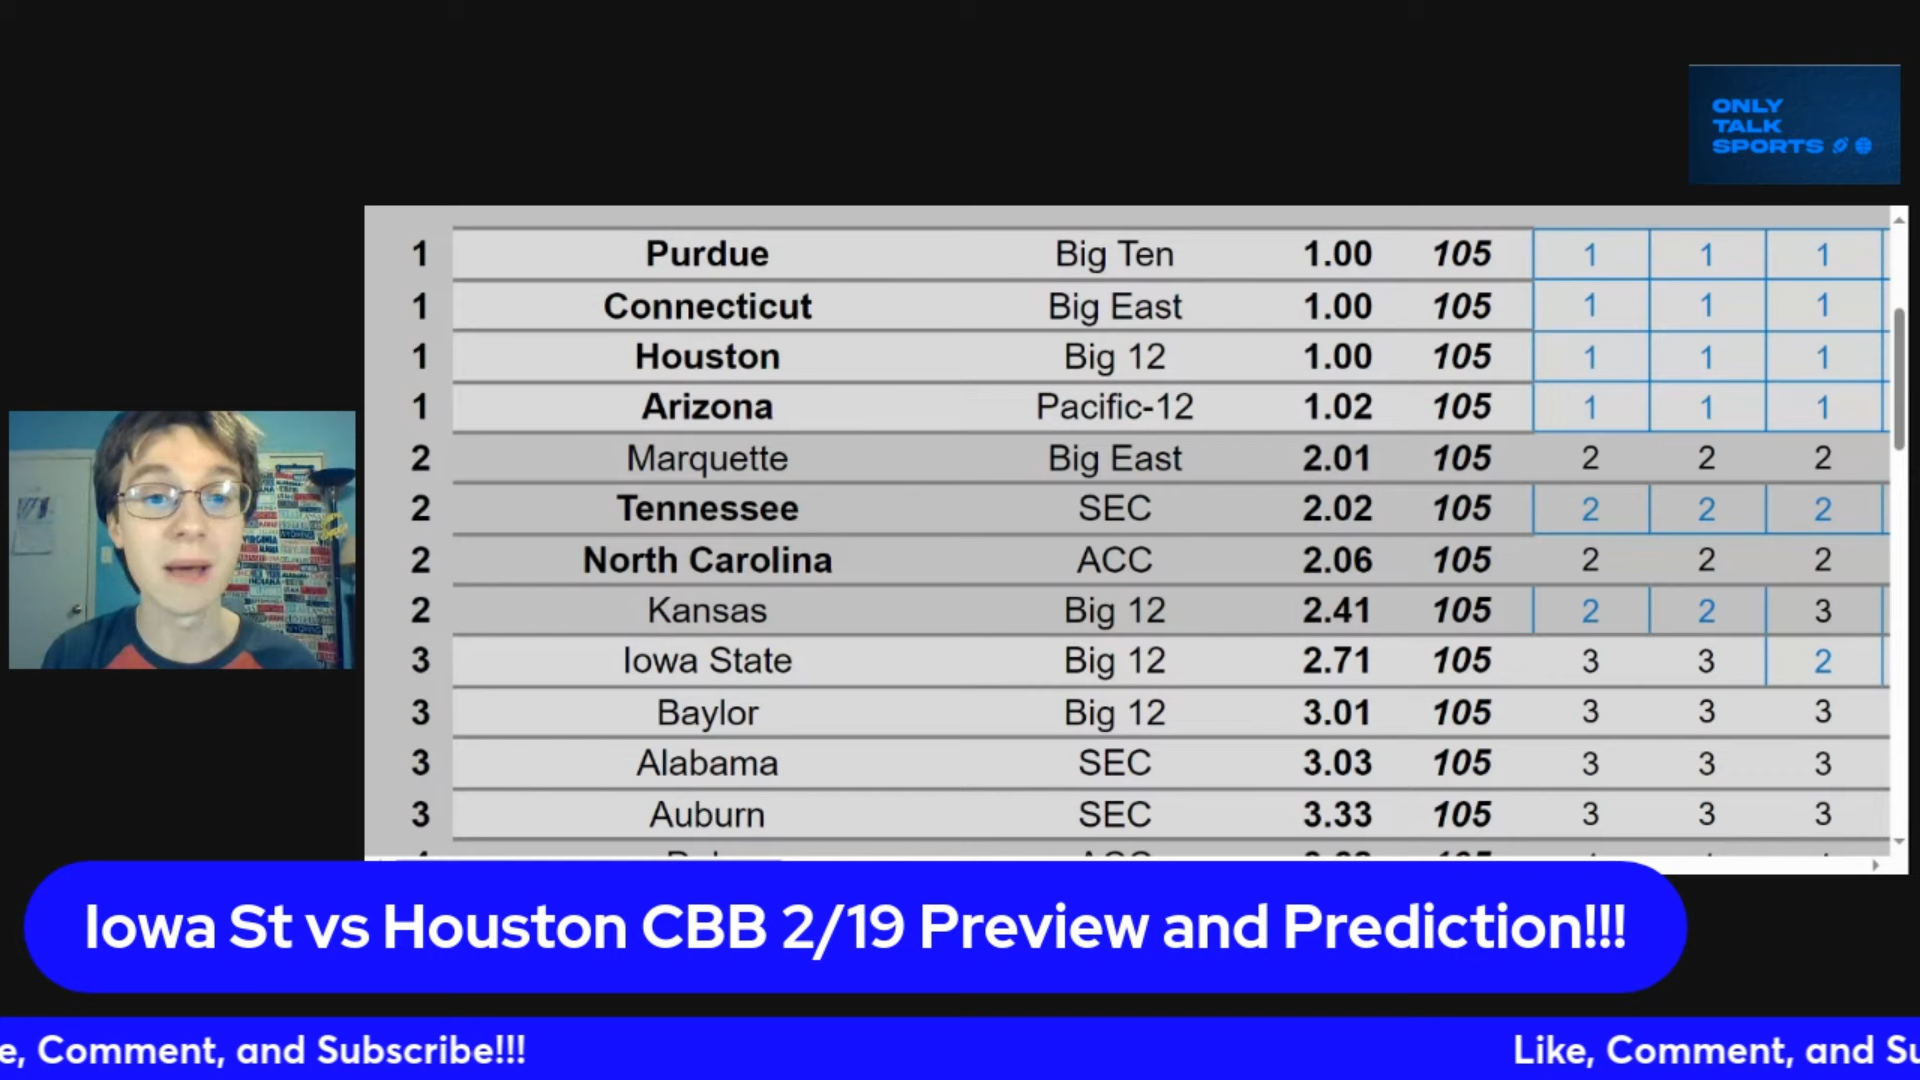 ONLY
TALK
SPORTS
1 Purdue Big Ten 1.00 105 1 1 1
1 Connecticut Big East 1.00 105 1 1 1
1 Houston Big 12 1.00 105 1 1 1
1 Arizona Pacific-12 1.02 105 1 1 1
2 Marquette Big East 2.01 105 2 2 2
2 Tennessee SEC 2.02 105 2 2 2
2 North Carolina ACC 2.06 105 2 2 2
2 Kansas Big 12 2.41 105 2 2 3
3 Iowa State Big 12 2.71 105 3 3 2
3 Baylor Big 12 3.01 105 3 3 3
3 Alabama SEC 3.03 105 3 3 3
3 Auburn SEC 3.33 105 3 3 3
Iowa St vs Houston CBB 2/19 Preview and Prediction!!!
e, Comment, and Subscribe!!! Like, Comment, and Su